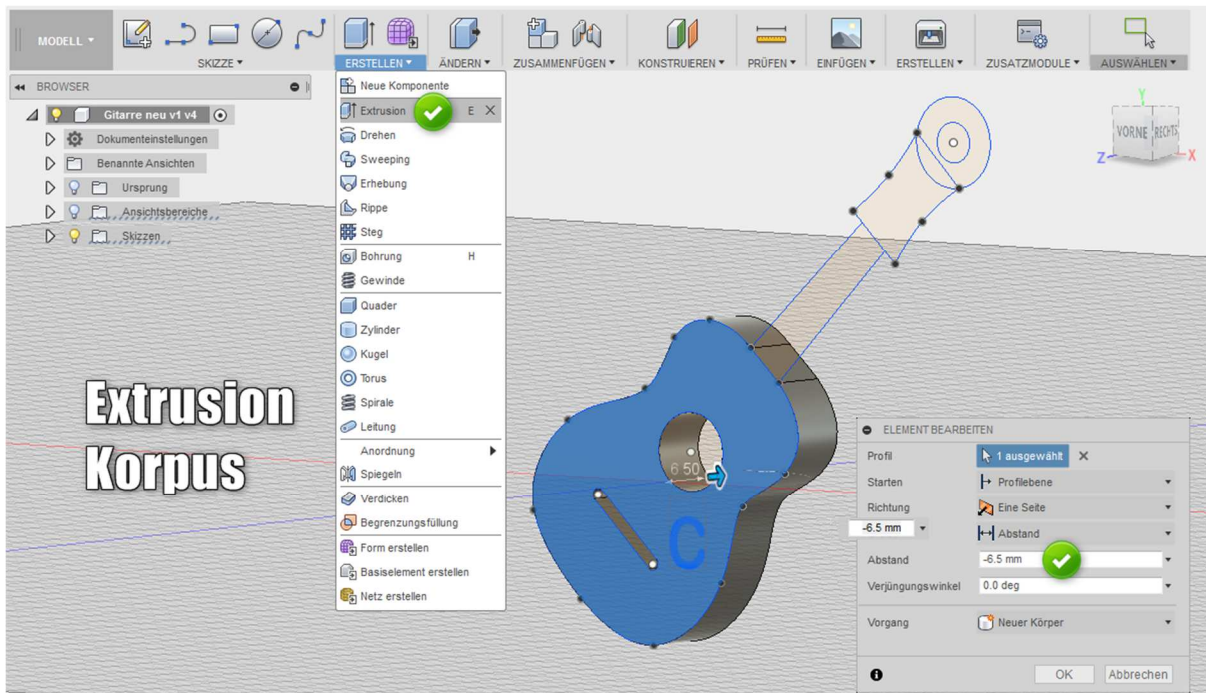 MODELL
SKIZZE
ERSTELLEN
ÄNDERN
ZUSAMMENFÜGEN
KONSTRUIEREN
PRÜFEN
EINFÜGEN
ERSTELLEN
ZUSATZMODULE
AUSWÄHLEN
BROWSER
Gitarre neu v1 v4
Dokumenteinstellungen
Benannte Ansichten
Ursprung
Ansichtsbereiche
Skizzen
Neue Komponente
Extrusion E
Drehen
Sweeping
Erhebung
Rippe
Steg
Bohrung H
Gewinde
Quader
Zylinder
Kugel
Torus
Spirale
Leitung
Anordnung
Spiegeln
Verdicken
Begrenzungsfüllung
Form erstellen
Basiselement erstellen
Netz erstellen
Y
VORNE RECHTS
Z X
Extrusion
Korpus
6.50
C
ELEMENT BEARBEITEN
Profil 1 ausgewählt
Starten Profilebene
Richtung Eine Seite
-6.5 mm Abstand
Abstand -6.5 mm
Verjüngungswinkel 0.0 deg
Vorgang Neuer Körper
OK Abbrechen